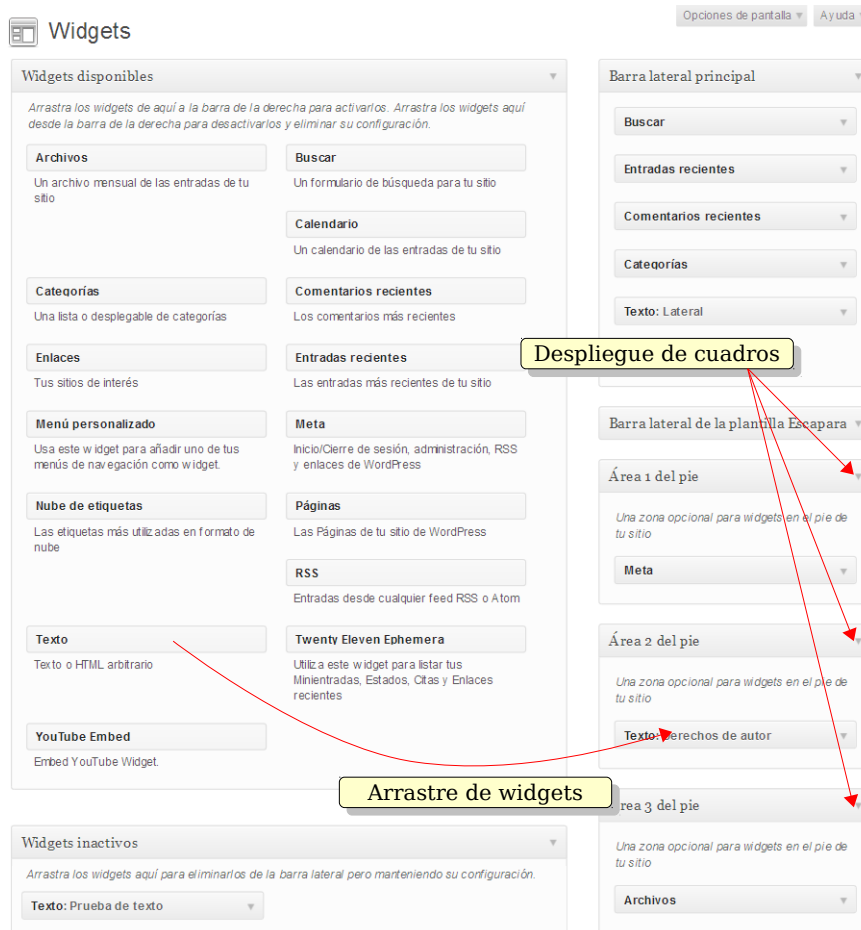 Opciones de pantalla
Ayuda
Widgets
Widgets disponibles
Arrastra los widgets de aquí a la barra de la derecha para activarlos. Arrastra los widgets aquí
desde la barra de la derecha para desactivarlos y eliminar su configuración.
Archivos
Un archivo mensual de las entradas de tu
sitio
Buscar
Un formulario de búsqueda para tu sitio
Calendario
Un calendario de las entradas de tu sitio
Categorías
Una lista o desplegable de categorías
Comentarios recientes
Los comentarios más recientes
Enlaces
Tus sitios de interés
Entradas recientes
Las entradas más recientes de tu sitio
Menú personalizado
Usa este widget para añadir uno de tus
menús de navegación como widget.
Meta
Inicio/Cierre de sesión, administración, RSS
y enlaces de WordPress
Nube de etiquetas
Las etiquetas más utilizadas en formato de
nube
Páginas
Las Páginas de tu sitio de WordPress
RSS
Entradas desde cualquier feed RSS o Atom
Texto
Texto o HTML arbitrario
Twenty Eleven Ephemera
Utiliza este widget para listar tus
Minientradas, Estados, Citas y Enlaces
recientes
YouTube Embed
Embed YouTube Widget.
Arrastre de widgets
Widgets inactivos
Arrastra los widgets aquí para eliminarlos de la barra lateral pero manteniendo su configuración.
Texto: Prueba de texto
Barra lateral principal
Buscar
Entradas recientes
Comentarios recientes
Categorías
Texto: Lateral
Despliegue de cuadros
Barra lateral de la plantilla Escapara
Área 1 del pie
Una zona opcional para widgets en el pie de
tu sitio
Meta
Área 2 del pie
Una zona opcional para widgets en el pie de
tu sitio
Texto: Derechos de autor
rea 3 del pie
Una zona opcional para widgets en el pie de
tu sitio
Archivos